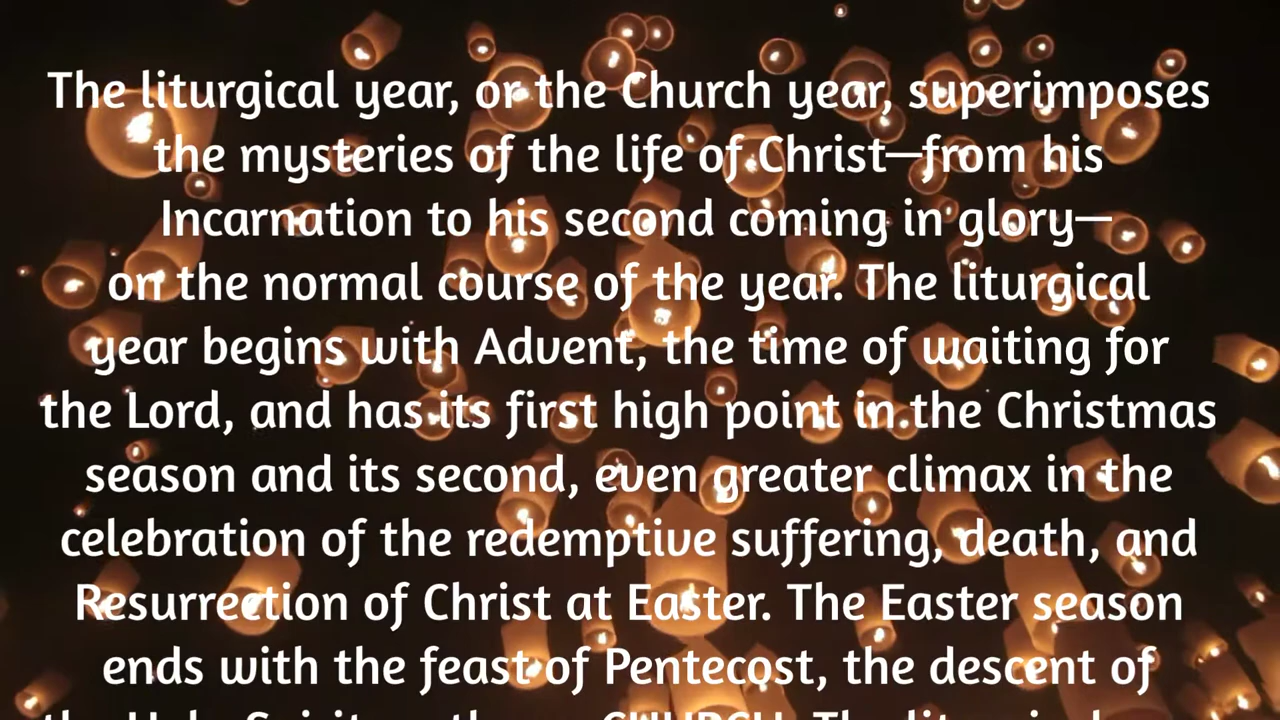 The liturgical year, or the Church year, superimposes
the mysteries of the life of Christ—from his
Incarnation to his second coming in glory—
on the normal course of the year. The liturgical
year begins with Advent, the time of waiting for
the Lord, and has its first high point in the Christmas
season and its second, even greater climax in the
celebration of the redemptive suffering, death, and
Resurrection of Christ at Easter. The Easter season
ends with the feast of Pentecost, the descent of